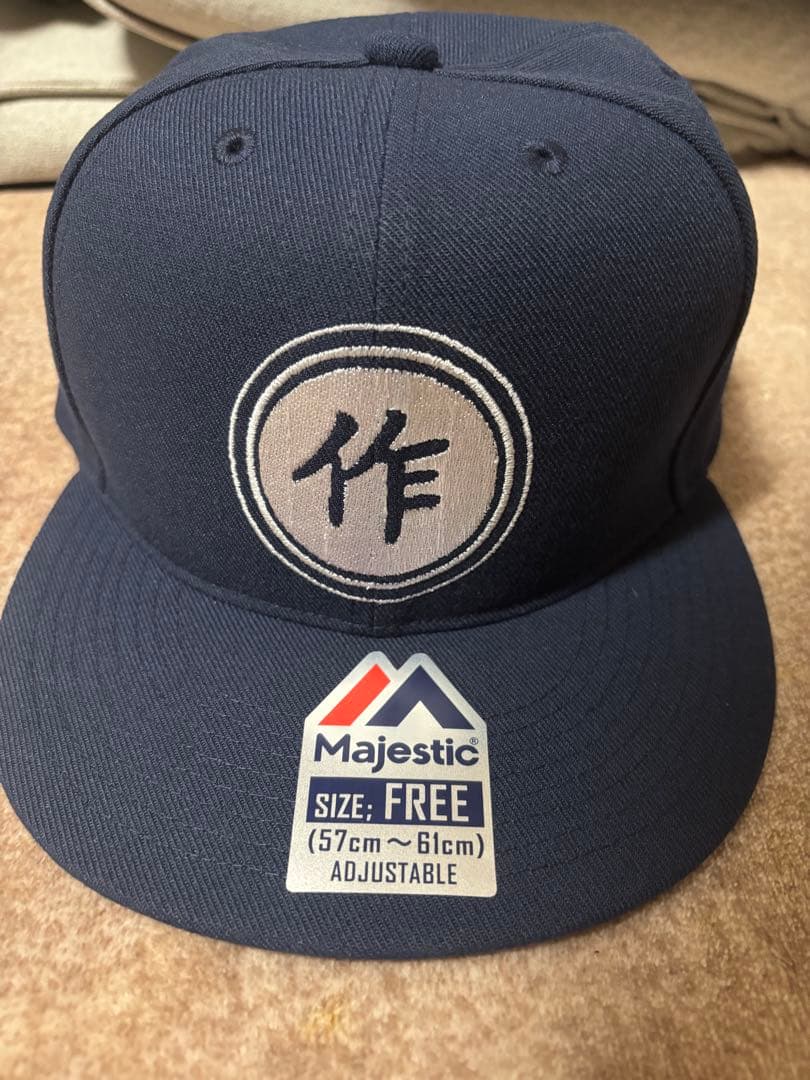 作
Majestic®
SIZE; FREE
(57cm～61cm)
ADJUSTABLE